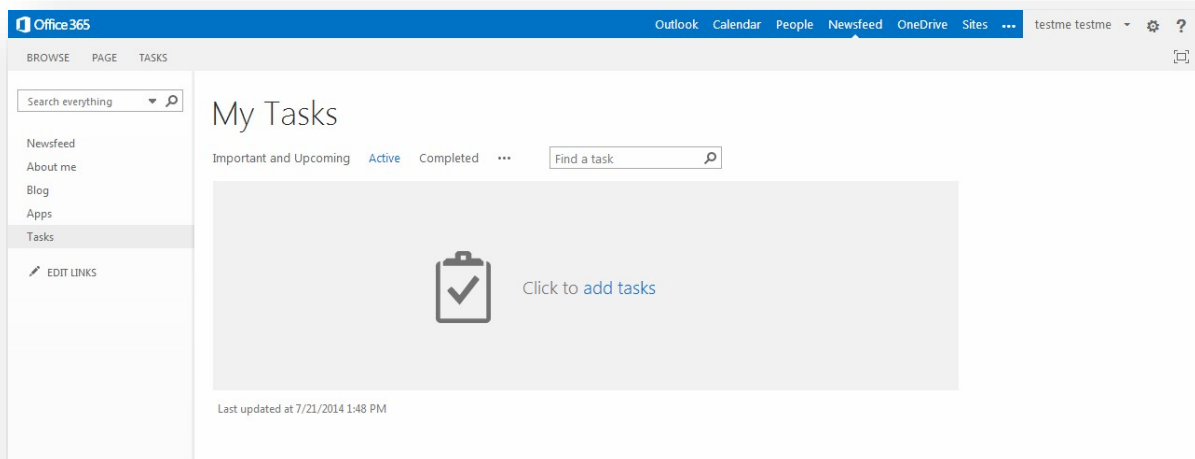 Office 365 Outlook Calendar People Newsfeed OneDrive Sites ... testme testme ?
BROWSE PAGE TASKS
Search everything
Newsfeed
About me
Blog
Apps
Tasks
EDIT LINKS
My Tasks
Important and Upcoming Active Completed ... Find a task
Click to add tasks
Last updated at 7/21/2014 1:48 PM